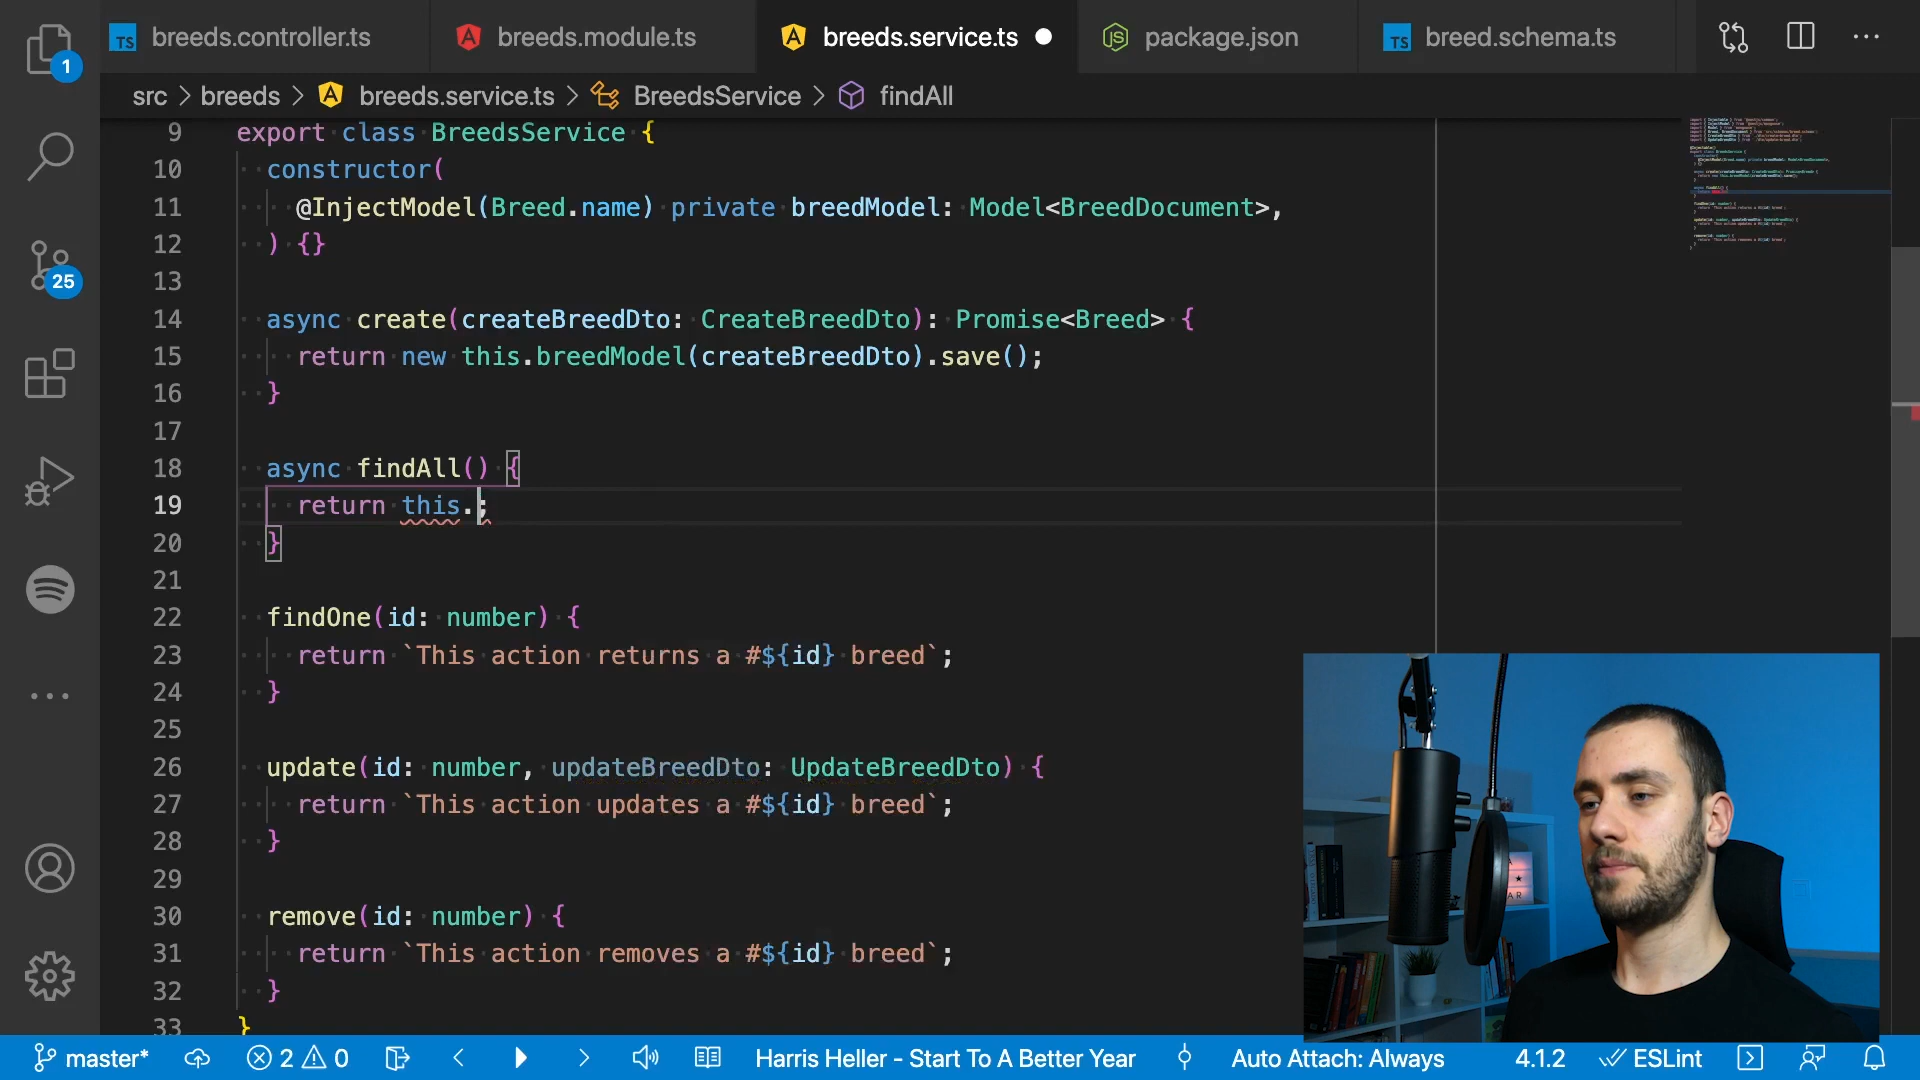 breeds.controller.ts
breeds.module.ts
breeds.service.ts
package.json
breed.schema.ts
src > breeds > breeds.service.ts > BreedsService > findAll
9 export class BreedsService {
10 constructor(
11 @InjectModel(Breed.name) private breedModel: Model<BreedDocument>,
12 ) {}
13
14 async create(createBreedDto: CreateBreedDto): Promise<Breed> {
15 return new this.breedModel(createBreedDto).save();
16 }
17
18 async findAll() {
19 return this.;
20 }
21
22 findOne(id: number) {
23 return `This action returns a #${id} breed`;
24 }
25
26 update(id: number, updateBreedDto: UpdateBreedDto) {
27 return `This action updates a #${id} breed`;
28 }
29
30 remove(id: number) {
31 return `This action removes a #${id} breed`;
32 }
33 }
1
25
master* 2 0 Harris Heller - Start To A Better Year Auto Attach: Always 4.1.2 ESLint